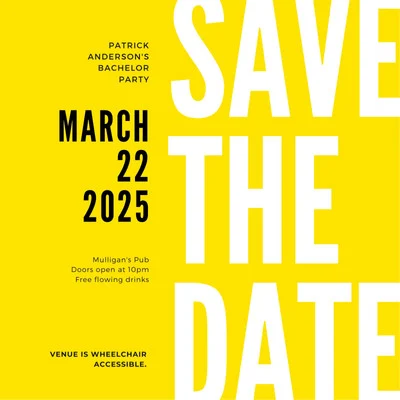 PATRICK
ANDERSON'S
BACHELOR
PARTY
MARCH
22
2025
Mulligan's Pub
Doors open at 10pm
Free flowing drinks
VENUE IS WHEELCHAIR
ACCESSIBLE.
SAVE
THE
DATE